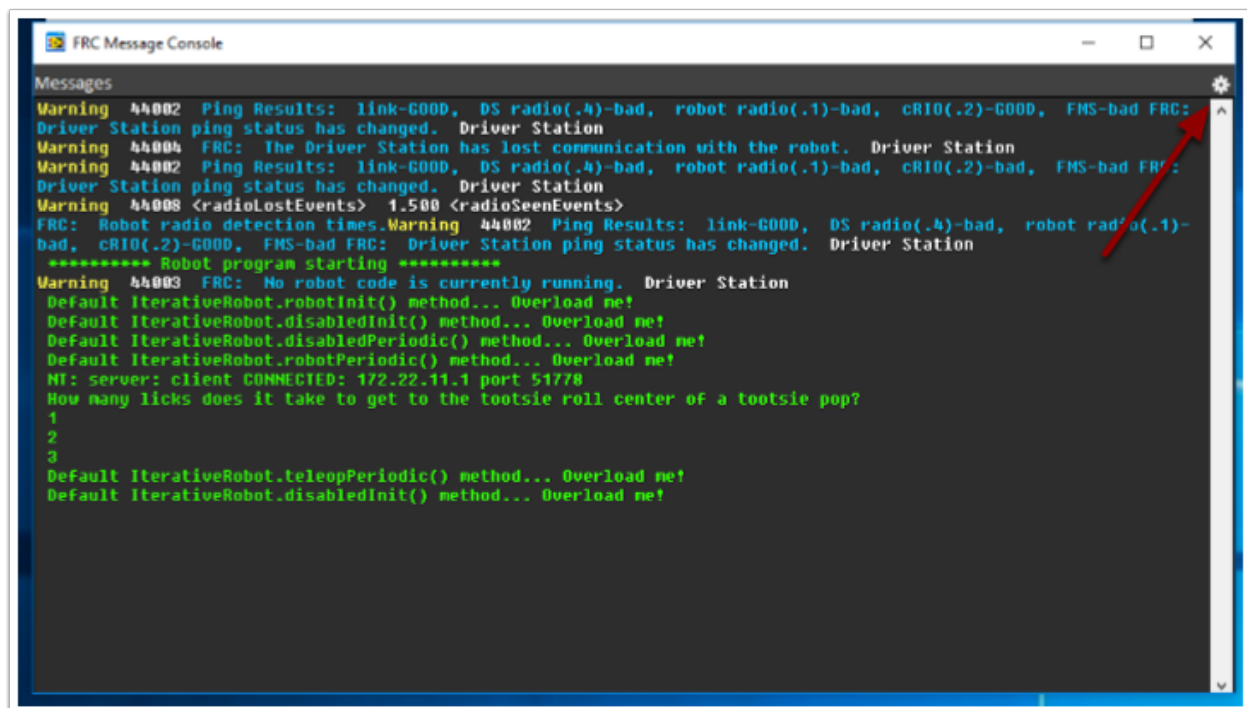 FRC Message Console
Messages
Warning 44002 Ping Results: link-GOOD, DS radio(.4)-bad, robot radio(.1)-bad, cRIO(.2)-GOOD, FMS-bad FRC:
Driver Station ping status has changed. Driver Station
Warning 44004 FRC: The Driver Station has lost communication with the robot. Driver Station
Warning 44002 Ping Results: link-GOOD, DS radio(.4)-bad, robot radio(.1)-bad, cRIO(.2)-bad, FMS-bad FRC:
Driver Station ping status has changed. Driver Station
Warning 44008 <radioLostEvents> 1.500 <radioSeenEvents>
FRC: Robot radio detection times.Warning 44002 Ping Results: link-GOOD, DS radio(.4)-bad, robot radio(.1)-
bad, cRIO(.2)-GOOD, FMS-bad FRC: Driver Station ping status has changed. Driver Station
********** Robot program starting **********
Warning 44003 FRC: No robot code is currently running. Driver Station
Default IterativeRobot.robotInit() method... Overload me!
Default IterativeRobot.disabledInit() method... Overload me!
Default IterativeRobot.disabledPeriodic() method... Overload me!
Default IterativeRobot.robotPeriodic() method... Overload me!
NT: server: client CONNECTED: 172.22.11.1 port 51778
How many licks does it take to get to the tootsie roll center of a tootsie pop?
1
2
3
Default IterativeRobot.teleopPeriodic() method... Overload me!
Default IterativeRobot.disabledInit() method... Overload me!